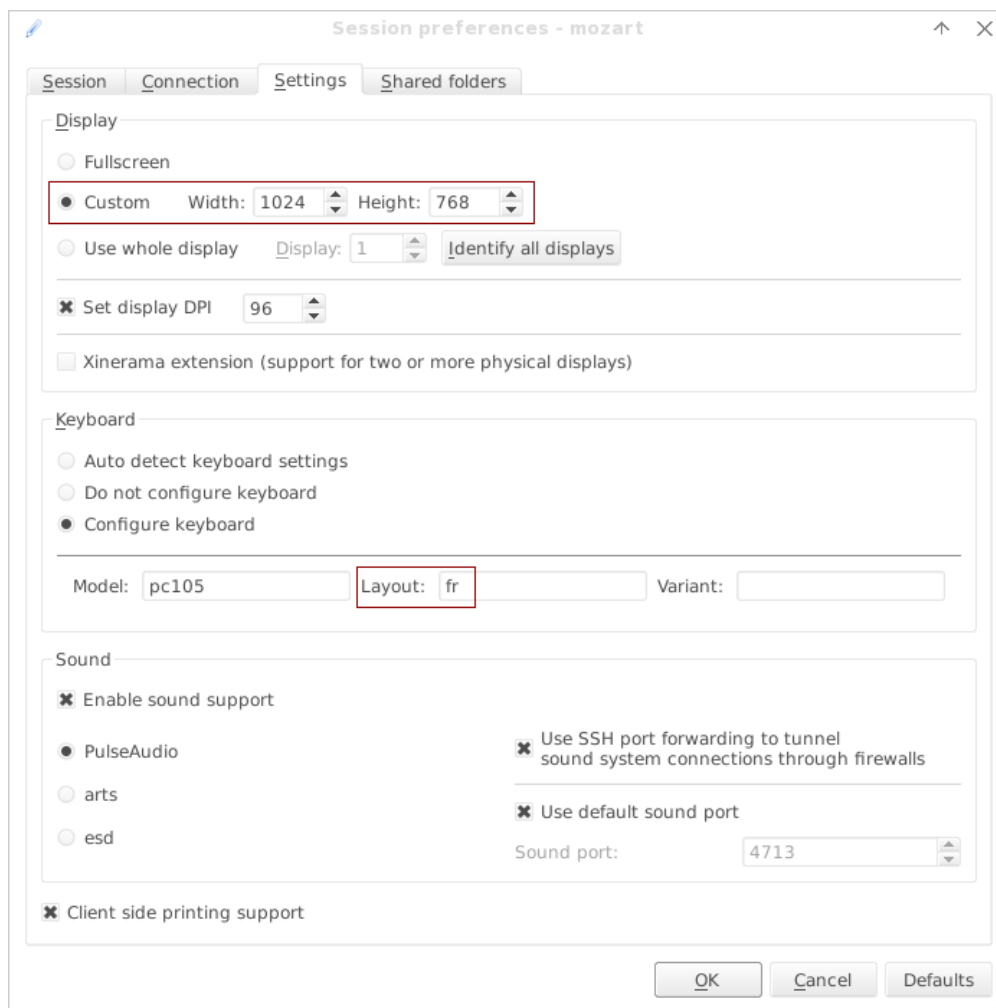 Session preferences - mozart
Session Connection Settings Shared folders
Display
Fullscreen
Custom Width: 1024 Height: 768
Use whole display Display: 1 Identify all displays
Set display DPI 96
Xinerama extension (support for two or more physical displays)
Keyboard
Auto detect keyboard settings
Do not configure keyboard
Configure keyboard
Model: pc105 Layout: fr Variant:
Sound
Enable sound support
PulseAudio
arts
esd
Use SSH port forwarding to tunnel
sound system connections through firewalls
Use default sound port
Sound port: 4713
Client side printing support
OK Cancel Defaults